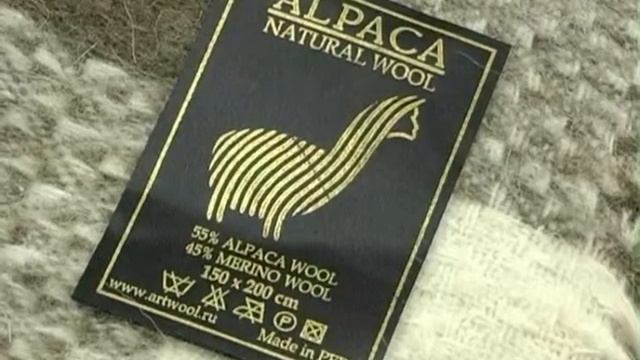 ALPACA
NATURAL WOOL
55% ALPACA WOOL
45% MERINO WOOL
150 x 200 cm
P
www.artwool.ru
Made in